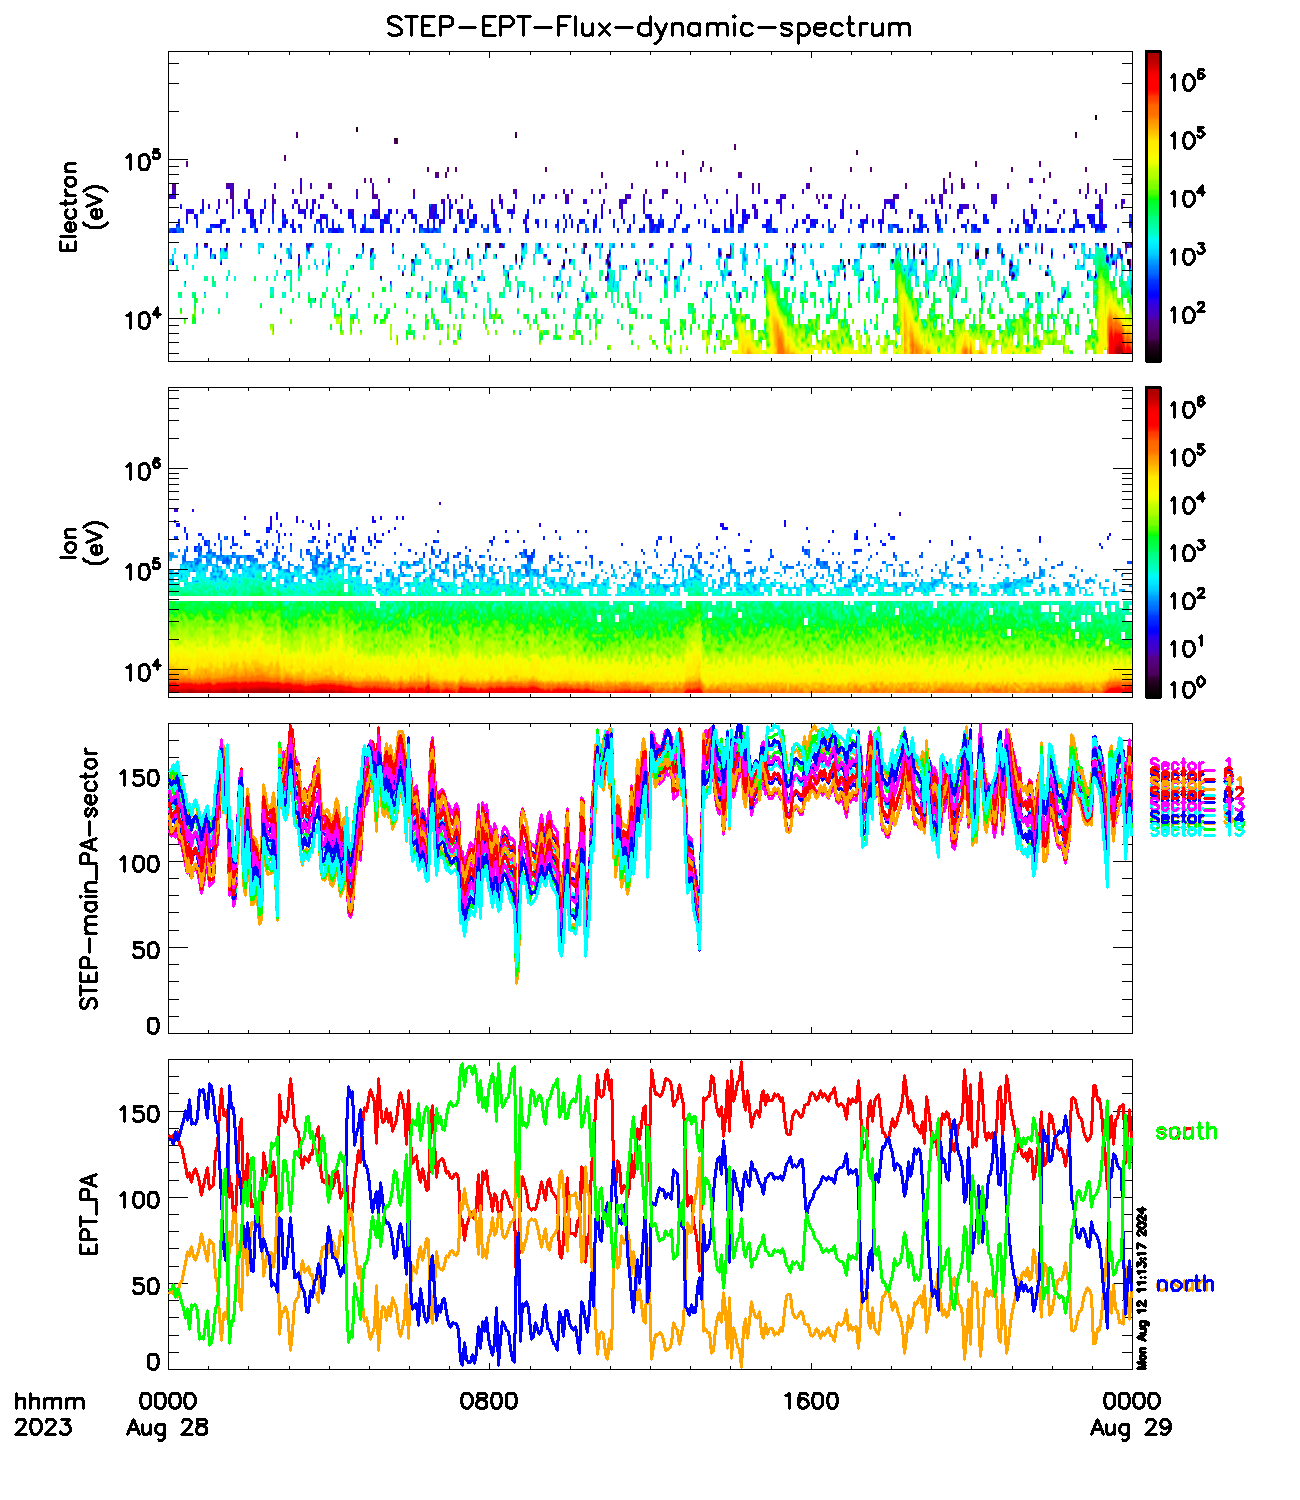 STEP-EPT-Flux-dynamic-spectrum
Electron
(eV)
10^5
10^4
10^6
10^5
10^4
10^3
10^2
Ion
(eV)
10^6
10^5
10^4
10^6
10^5
10^4
10^3
10^2
10^1
10^0
STEP-main_PA-sector
150
100
50
0
Sector_ 1
Sector_ 14
EPT_PA
150
100
50
0
south
north
Mon Aug 12 11:13:17 2024
hhmm 0000 0800 1600 0000
2023 Aug 28 Aug 29